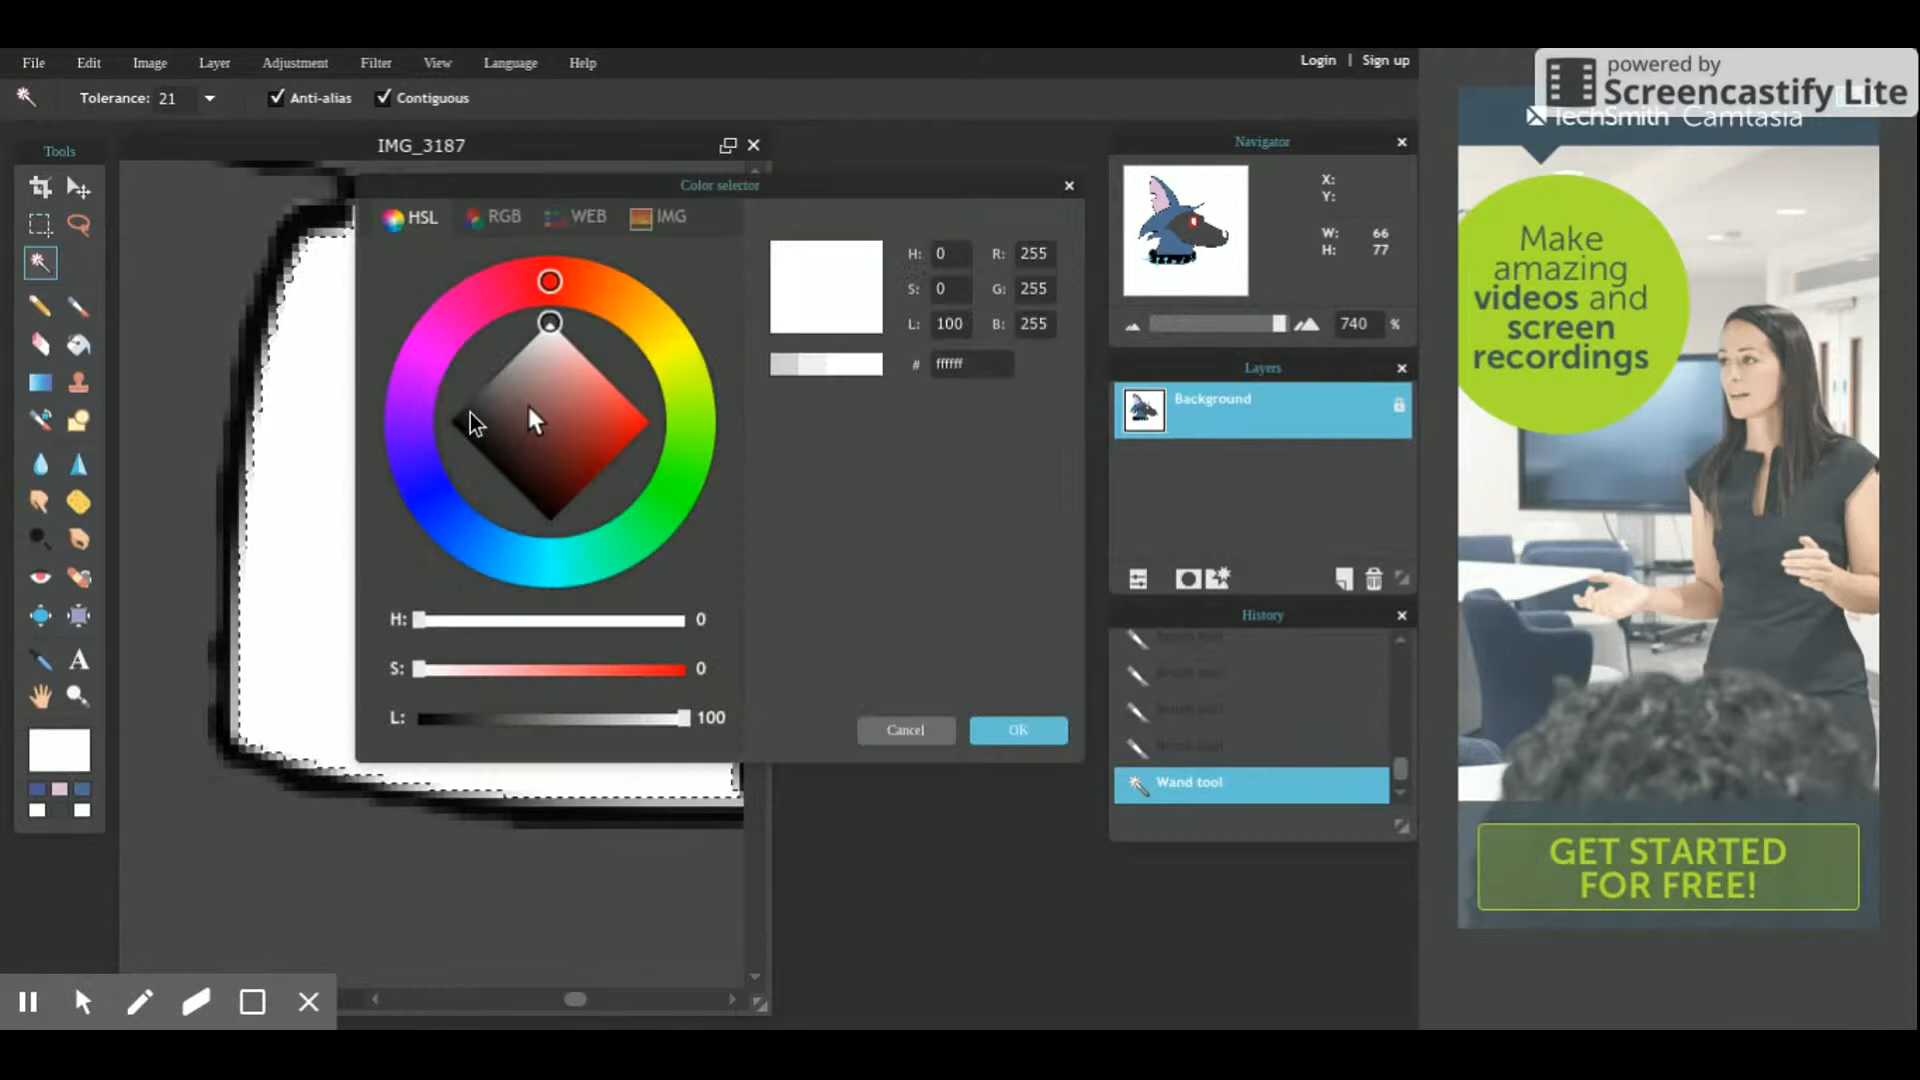 File Edit Image Layer Adjustment Filter View Language Help
Login | Sign up
powered by
Screencastify Lite
Tolerance: 21 Anti-alias Contiguous
TechSmith Camtasia
Tools
IMG_3187
Navigator
Color selector
HSL RGB WEB IMG
X:
Y:
W: 66
H: 77
H: 0 R: 255
S: 0 G: 255
L: 100 B: 255
# ffffff
740 %
Make
amazing
videos and
screen
recordings
Layers
Background
History
Wand tool
H: 0
S: 0
L: 100
Cancel OK
GET STARTED
FOR FREE!